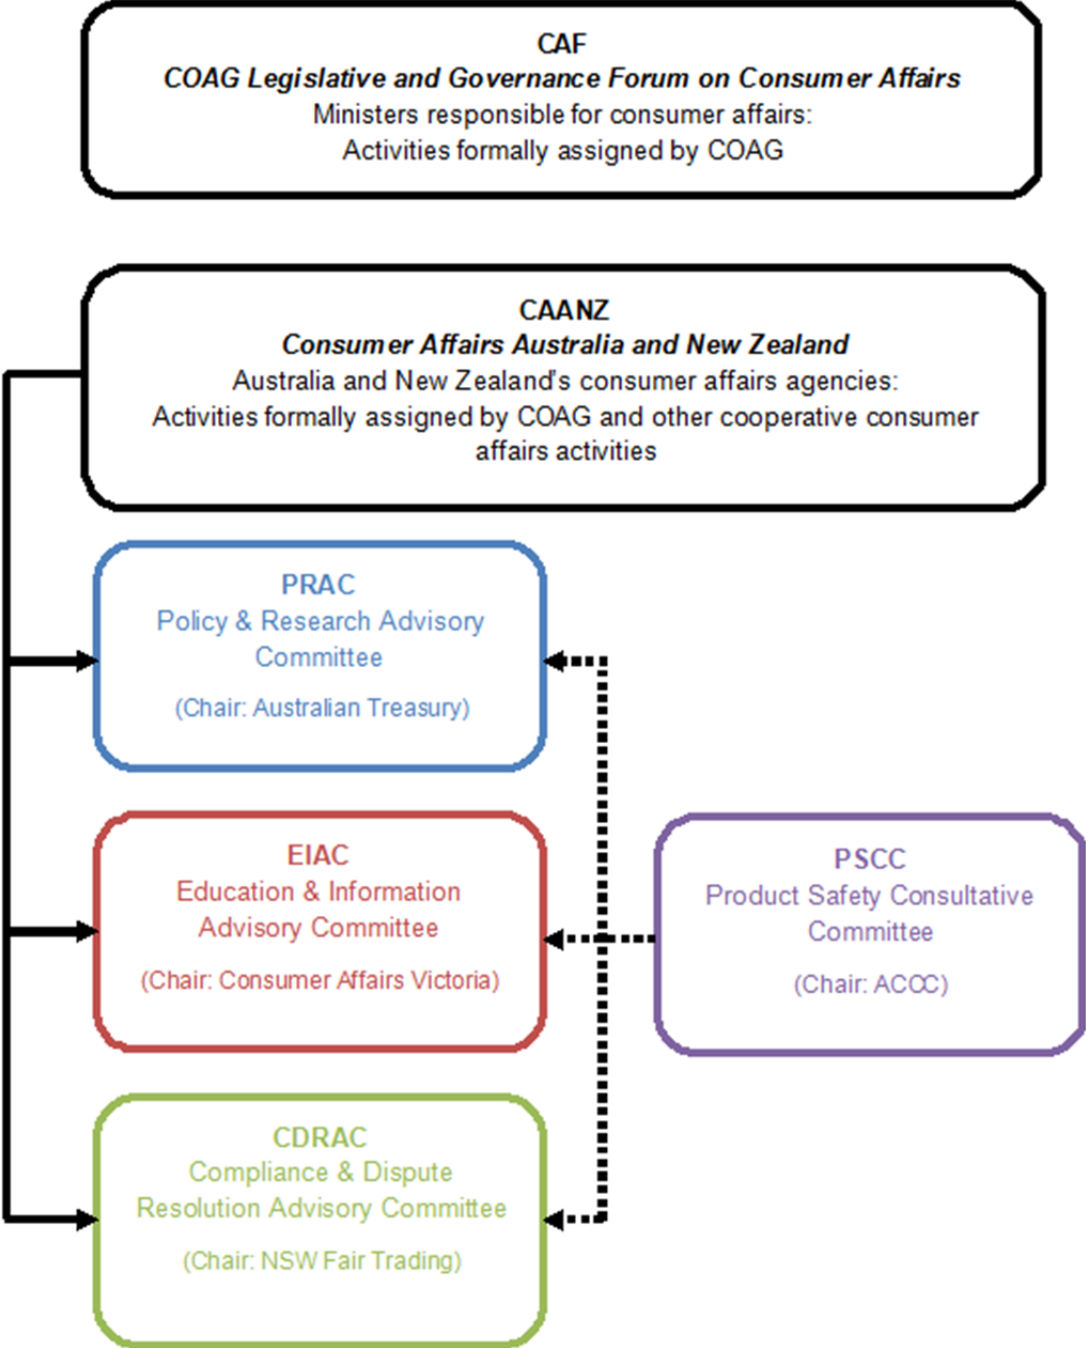 CAF
COAG Legislative and Governance Forum on Consumer Affairs
Ministers responsible for consumer affairs:
Activities formally assigned by COAG
CAANZ
Consumer Affairs Australia and New Zealand
Australia and New Zealand's consumer affairs agencies:
Activities formally assigned by COAG and other cooperative consumer
affairs activities
PRAC
Policy & Research Advisory
Committee
(Chair: Australian Treasury)
EIAC
Education & Information
Advisory Committee
(Chair: Consumer Affairs Victoria)
PSCC
Product Safety Consultative
Committee
(Chair: ACCC)
CDRAC
Compliance & Dispute
Resolution Advisory Committee
(Chair: NSW Fair Trading)